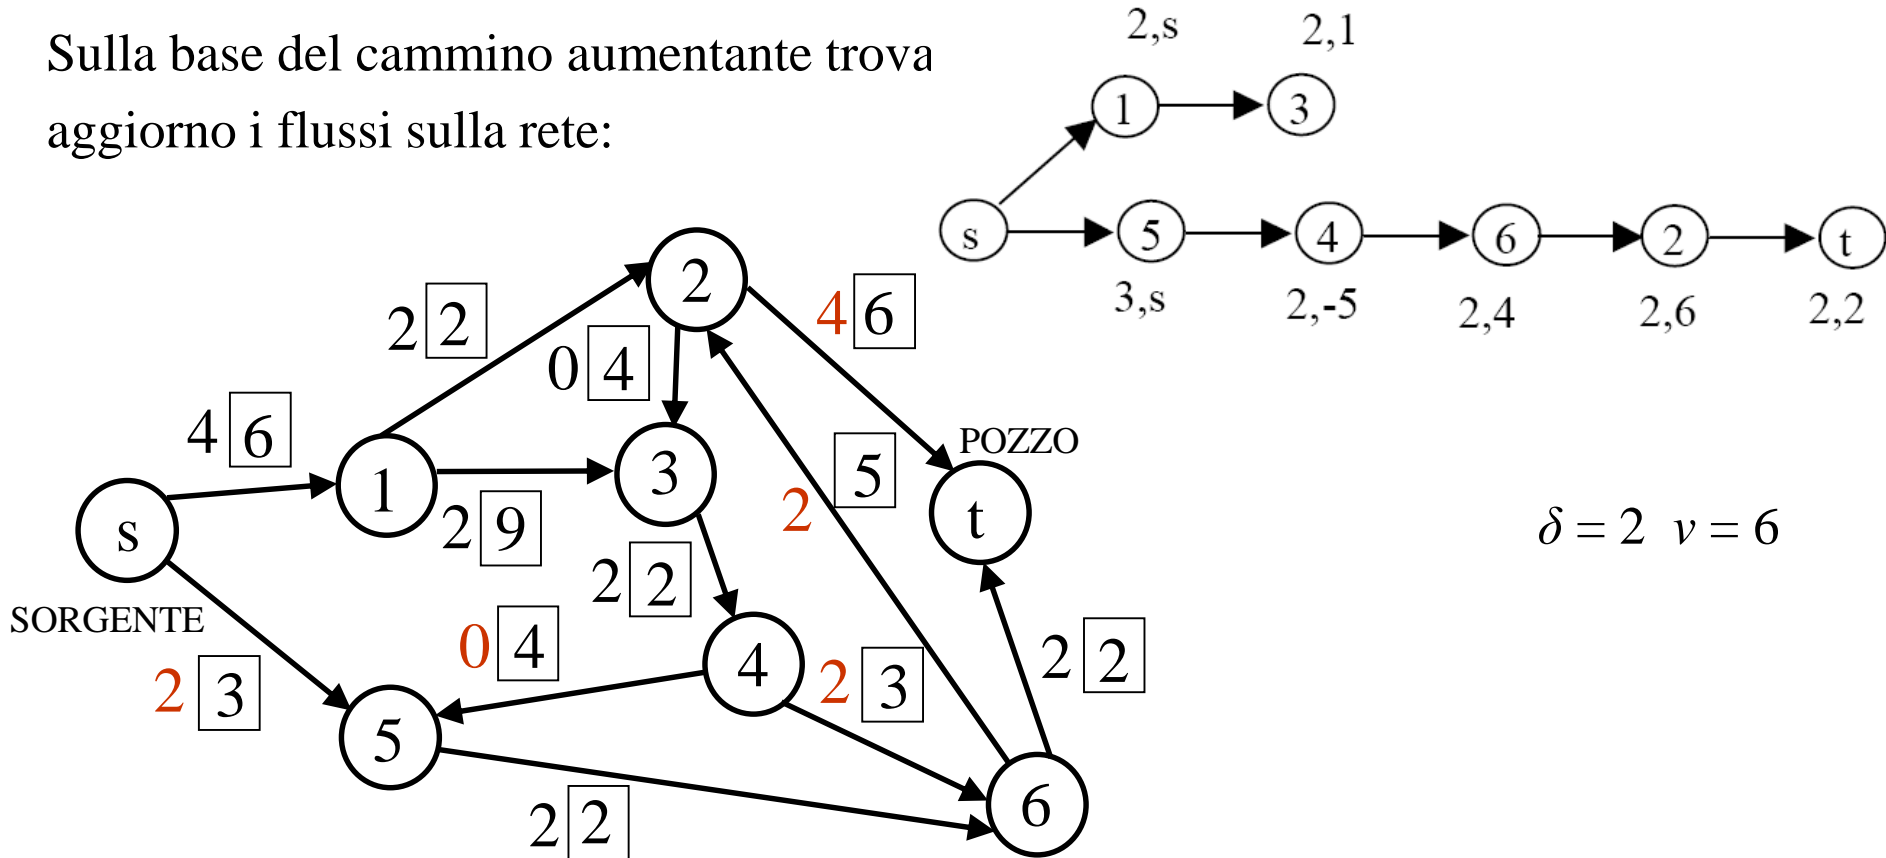 Sulla base del cammino aumentante trova
aggiorno i flussi sulla rete:
2,s 2,1
1 3
s 5 4 6 2 t
3,s 2,-5 2,4 2,6 2,2
2
2 2
4 6
0 4
4 6
POZZO
5
1
3
2 9
2
t
s
δ = 2 v = 6
2 2
SORGENTE
0 4
4
2 3
2 2
2 3
5
6
2 2